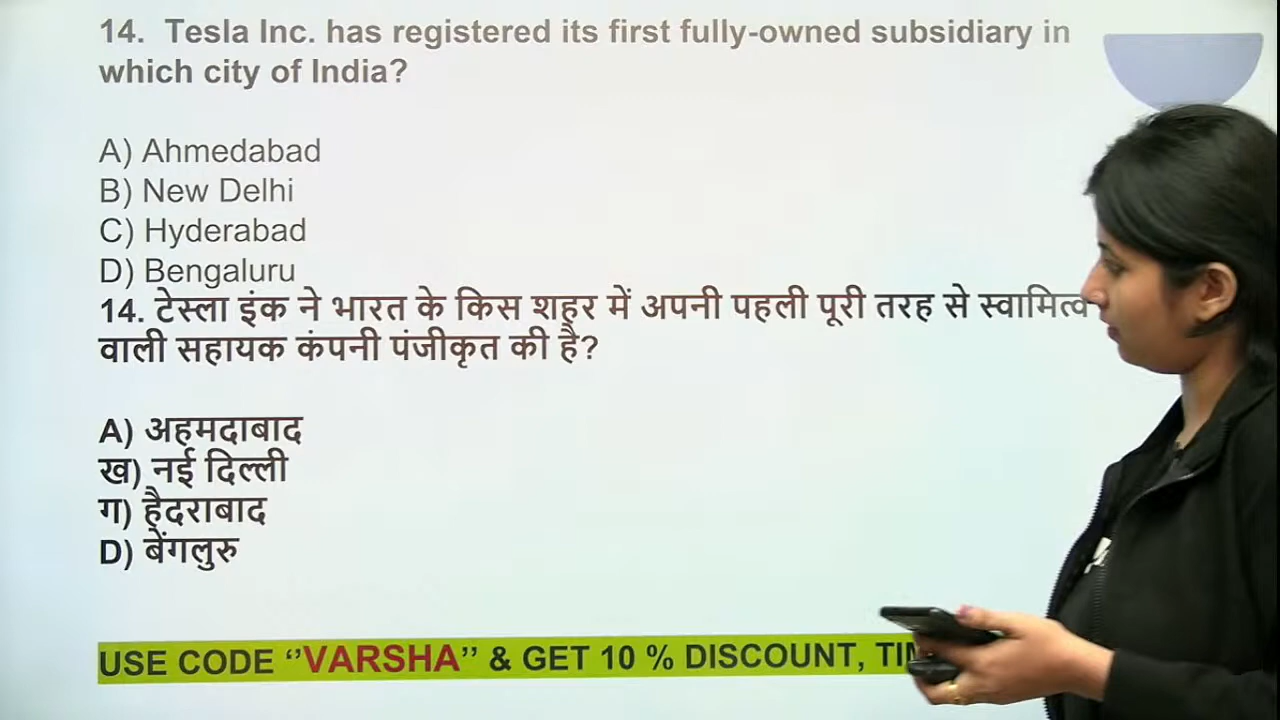 14. Tesla Inc. has registered its first fully-owned subsidiary in
which city of India?
A) Ahmedabad
B) New Delhi
C) Hyderabad
D) Bengaluru
14. टेस्ला इंक ने भारत के किस शहर में अपनी पहली पूरी तरह से स्वामित्व
वाली सहायक कंपनी पंजीकृत की है?
A) अहमदाबाद
ख) नई दिल्ली
ग) हैदराबाद
D) बेंगलुरु
USE CODE ‘’VARSHA’’ & GET 10 % DISCOUNT,